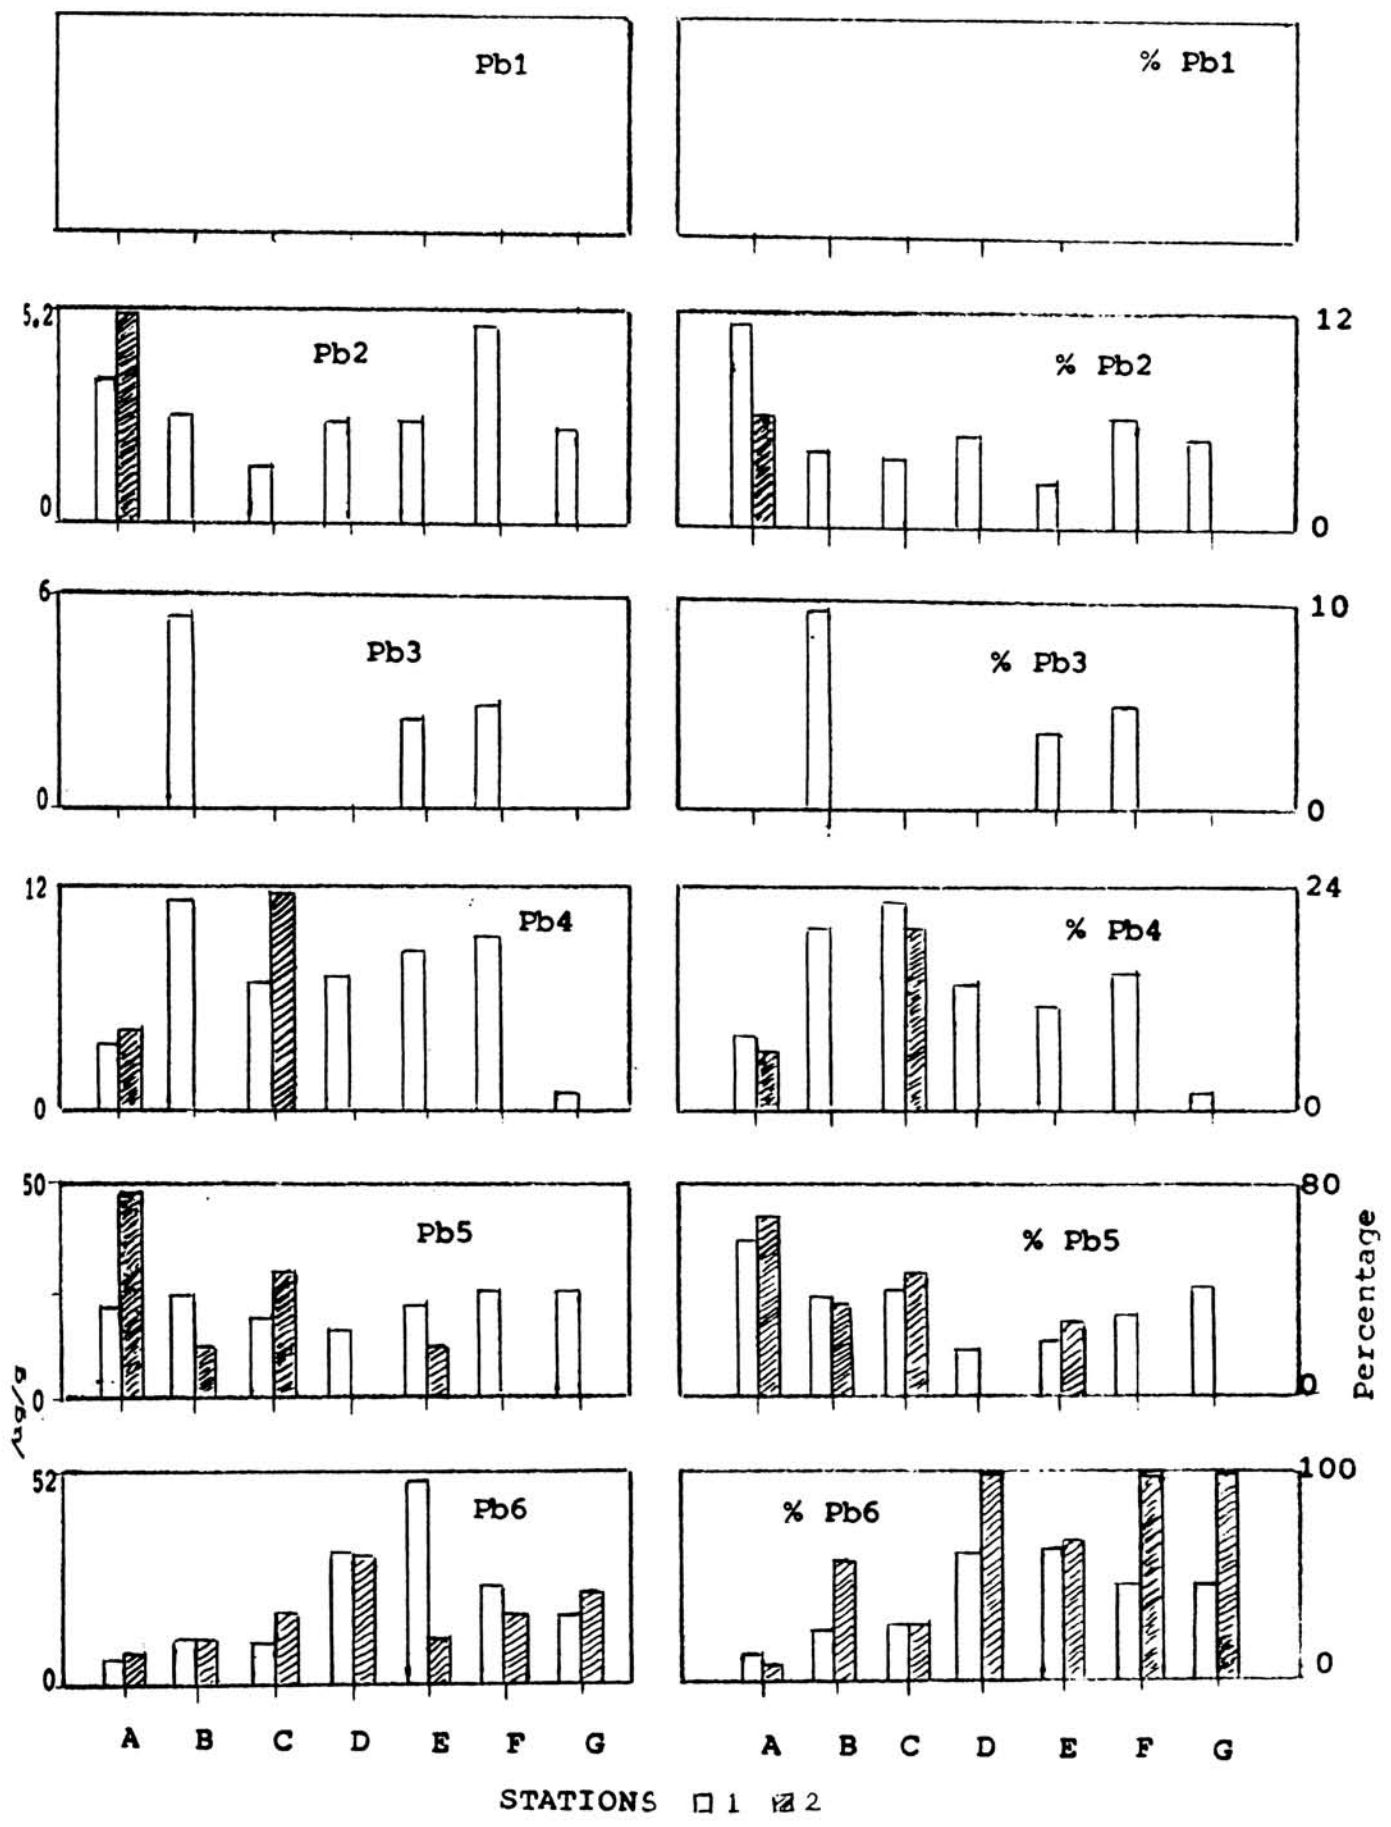 Pb1 % Pb1
5,2 12
Pb2 % Pb2
0 0
6 10
Pb3 % Pb3
0 0
12 24
Pb4 % Pb4
0 0
50 80
Pb5 % Pb5
0 0
µg/g Percentage
52 100
Pb6 % Pb6
0 0
A B C D E F G A B C D E F G
STATIONS 1 2